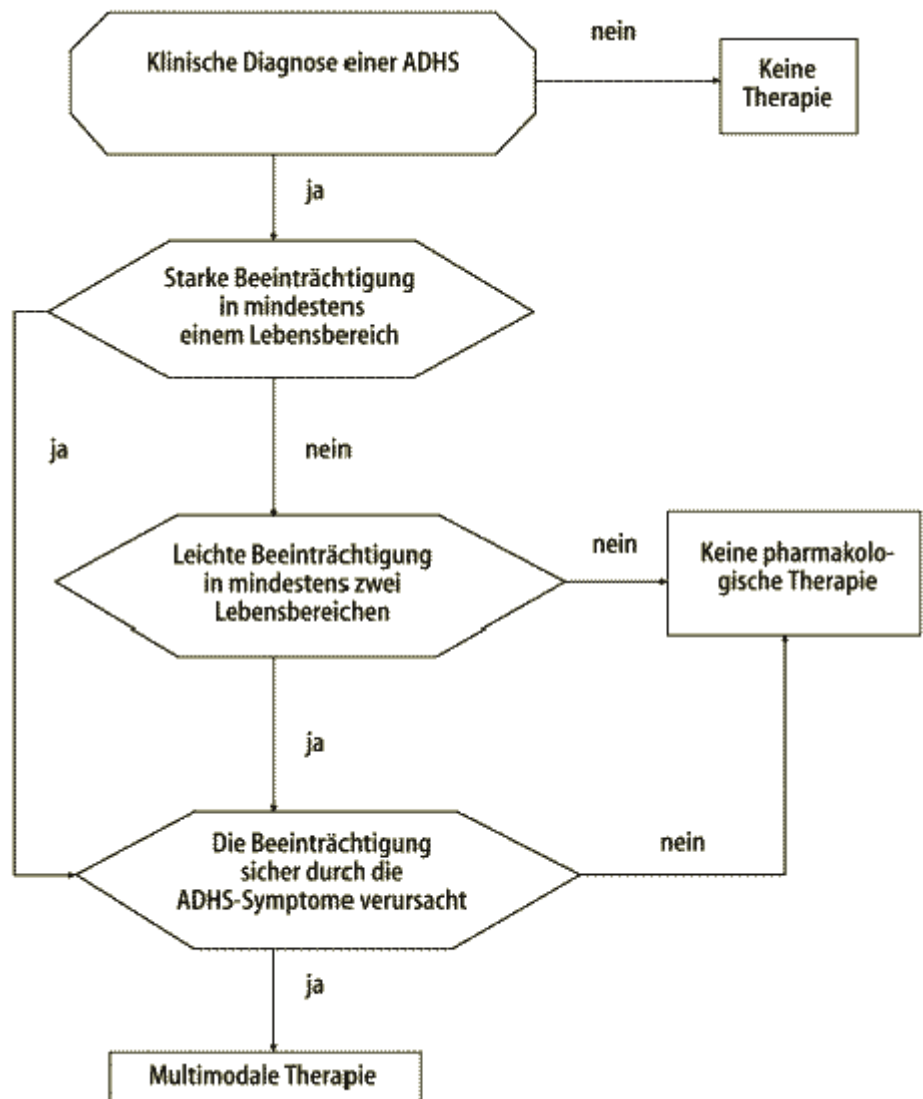 Klinische Diagnose einer ADHS
nein
Keine
Therapie
ja
Starke Beeinträchtigung
in mindestens
einem Lebensbereich
ja
nein
Leichte Beeinträchtigung
in mindestens zwei
Lebensbereichen
nein
Keine pharmakolo-
gische Therapie
ja
Die Beeinträchtigung
sicher durch die
ADHS-Symptome verursacht
nein
ja
Multimodale Therapie